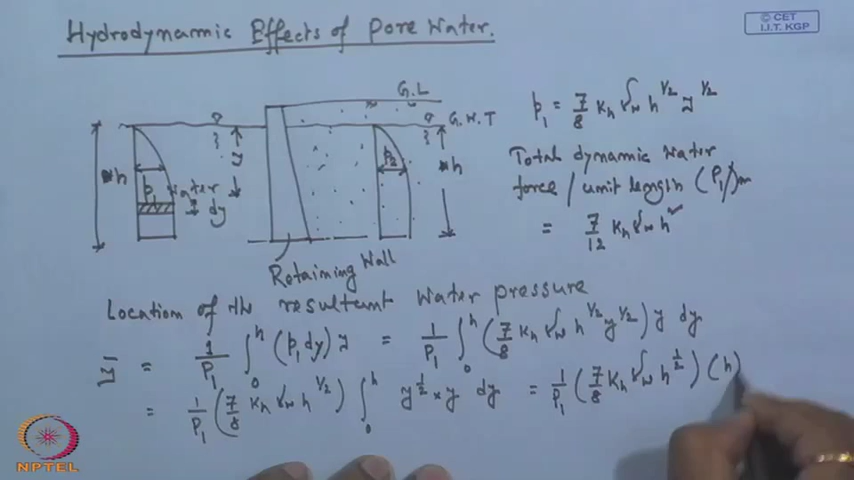 Hydrodynamic Effects of Pore Water.
© CET
I.I.T. KGP
G.L
G.W.T
h
y
p₁
water
dy
p₂
h
Retaining Wall
p₁ = 7/8 kₕ γw h^1/2 y^1/2
Total dynamic water
force / unit length (P₁)
= 7/12 kₕ γw h²
Location of the resultant water pressure
ȳ = 1/P₁ ∫₀ʰ (p₁ dy) y = 1/P₁ ∫₀ʰ (7/8 kₕ γw h^1/2 y^1/2) y dy
= 1/P₁ (7/8 kₕ γw h^1/2) ∫₀ʰ y^1/2 × y dy = 1/P₁ (7/8 kₕ γw h^1/2) (h)
NPTEL